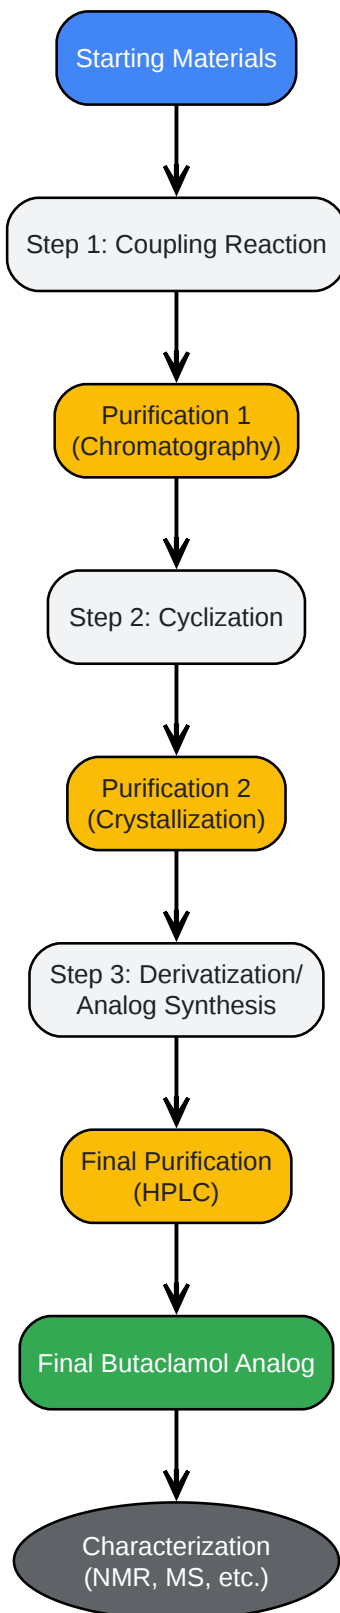 Starting Materials
Step 1: Coupling Reaction
Purification 1
(Chromatography)
Step 2: Cyclization
Purification 2
(Crystallization)
Step 3: Derivatization/
Analog Synthesis
Final Purification
(HPLC)
Final Butaclamol Analog
Characterization
(NMR, MS, etc.)